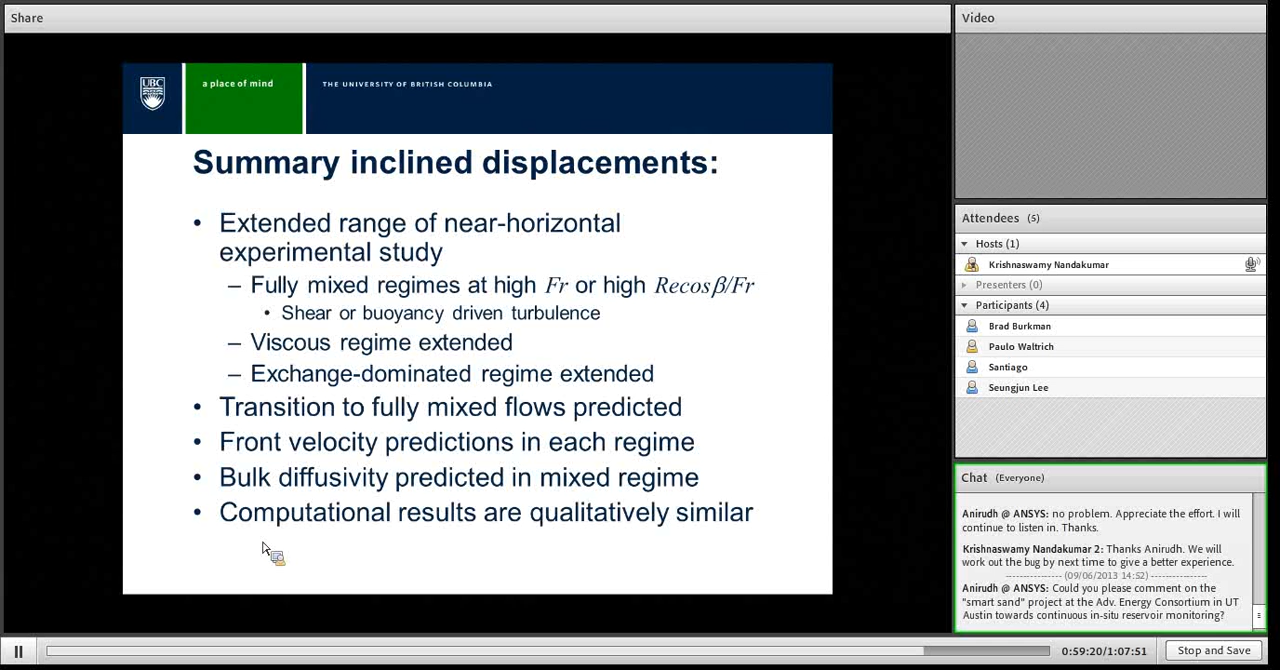 Share
UBC
a place of mind
THE UNIVERSITY OF BRITISH COLUMBIA
Summary inclined displacements:
• Extended range of near-horizontal
experimental study
– Fully mixed regimes at high Fr or high Recosβ/Fr
• Shear or buoyancy driven turbulence
– Viscous regime extended
– Exchange-dominated regime extended
• Transition to fully mixed flows predicted
• Front velocity predictions in each regime
• Bulk diffusivity predicted in mixed regime
• Computational results are qualitatively similar
Video
Attendees (5)
Hosts (1)
Krishnaswamy Nandakumar
Presenters (0)
Participants (4)
Brad Burkman
Paulo Waltrich
Santiago
Seungjun Lee
Chat (Everyone)
Anirudh @ ANSYS: no problem. Appreciate the effort. I will
continue to listen in. Thanks.
Krishnaswamy Nandakumar 2: Thanks Anirudh. We will
work out the bug by next time to give a better experience.
---------------- (09/06/2013 14:52) ----------------
Anirudh @ ANSYS: Could you please comment on the
"smart sand" project at the Adv. Energy Consortium in UT
Austin towards continuous in-situ reservoir monitoring?
0:59:20/1:07:51
Stop and Save